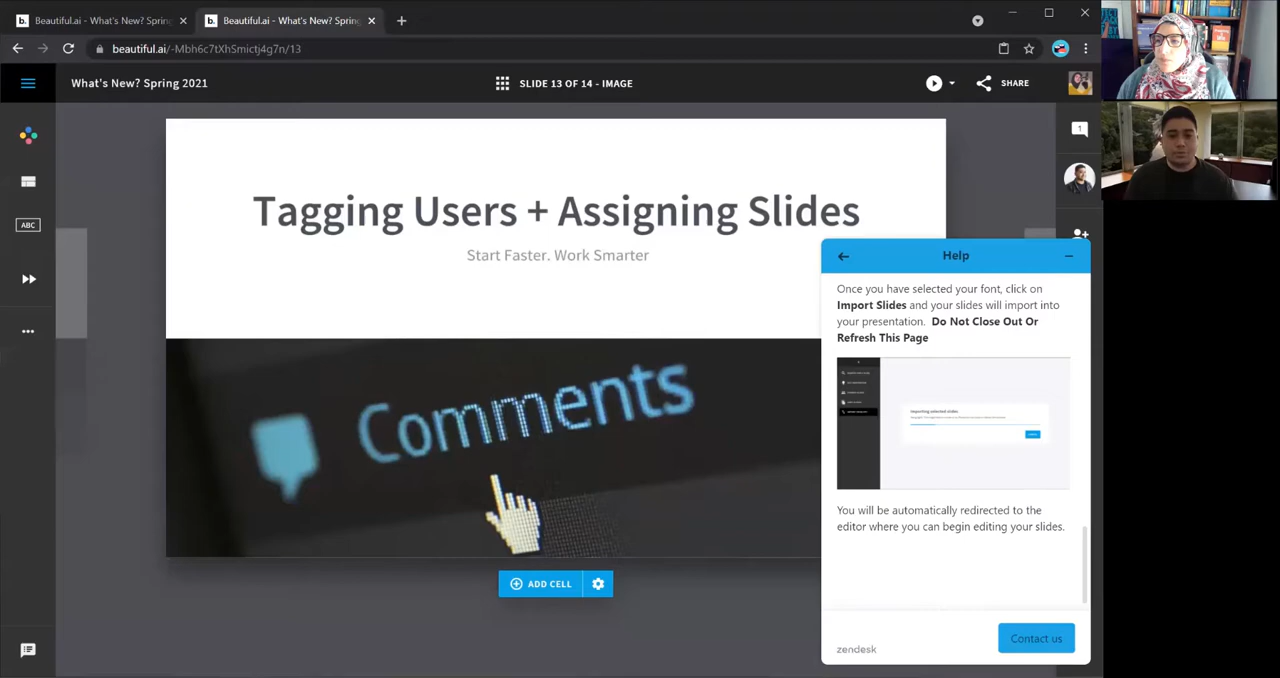 b. Beautiful.ai - What's New? Spring
b. Beautiful.ai - What's New? Spring
beautiful.ai/-Mbh6c7tXhSmictj4g7n/13
What's New? Spring 2021
SLIDE 13 OF 14 - IMAGE
SHARE
1
ABC
Tagging Users + Assigning Slides
Start Faster. Work Smarter
Comments
ADD CELL
Help
Once you have selected your font, click on
Import Slides and your slides will import into
your presentation. Do Not Close Out Or
Refresh This Page
Importing selected slides
You will be automatically redirected to the
editor where you can begin editing your slides.
zendesk
Contact us